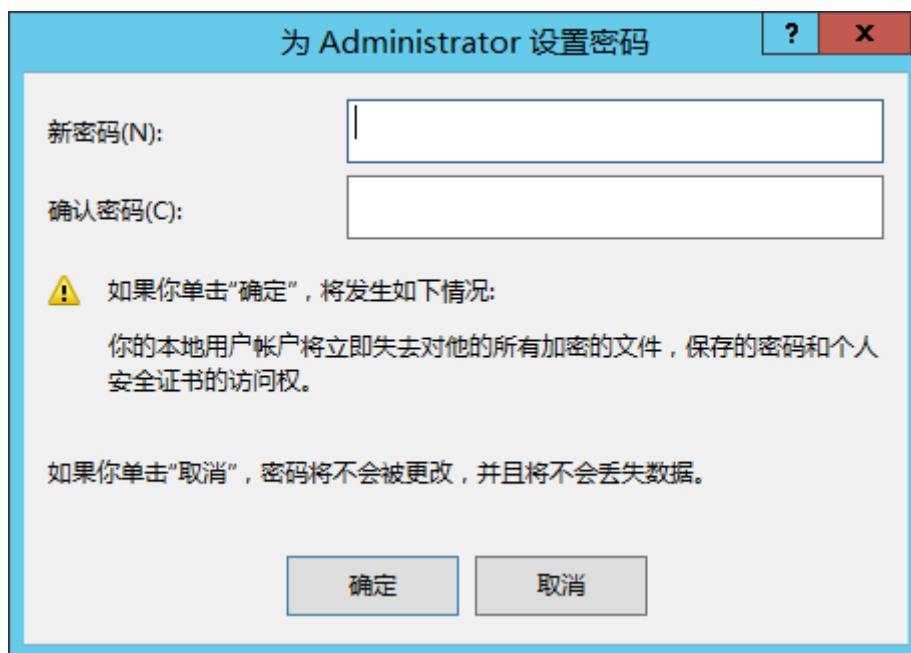 为 Administrator 设置密码
? x
新密码(N):
确认密码(C):
如果你单击“确定”，将发生如下情况:
你的本地用户帐户将立即失去对他的所有加密的文件，保存的密码和个人
安全证书的访问权。
如果你单击“取消”，密码将不会被更改，并且将不会丢失数据。
确定 取消